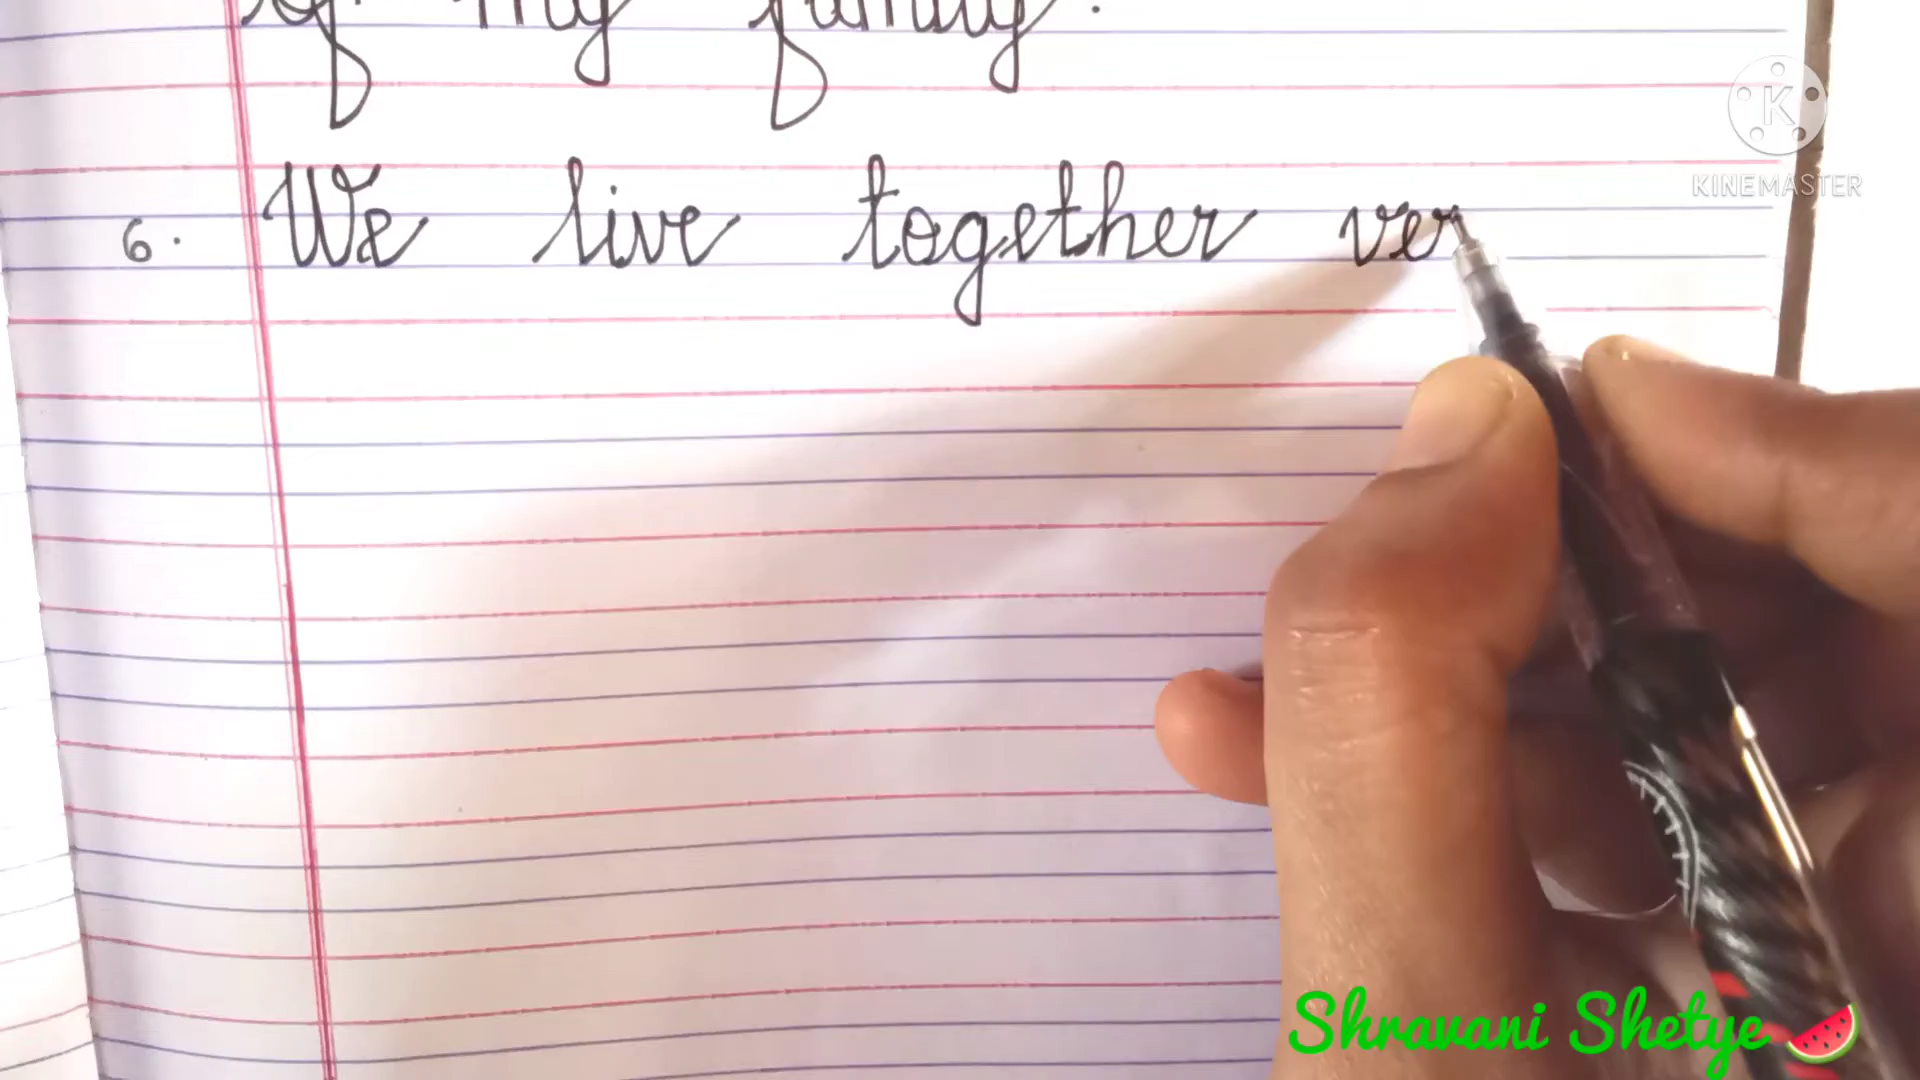 of my family.
K
KINEMASTER
6. We live together ver
Shravani Shetye